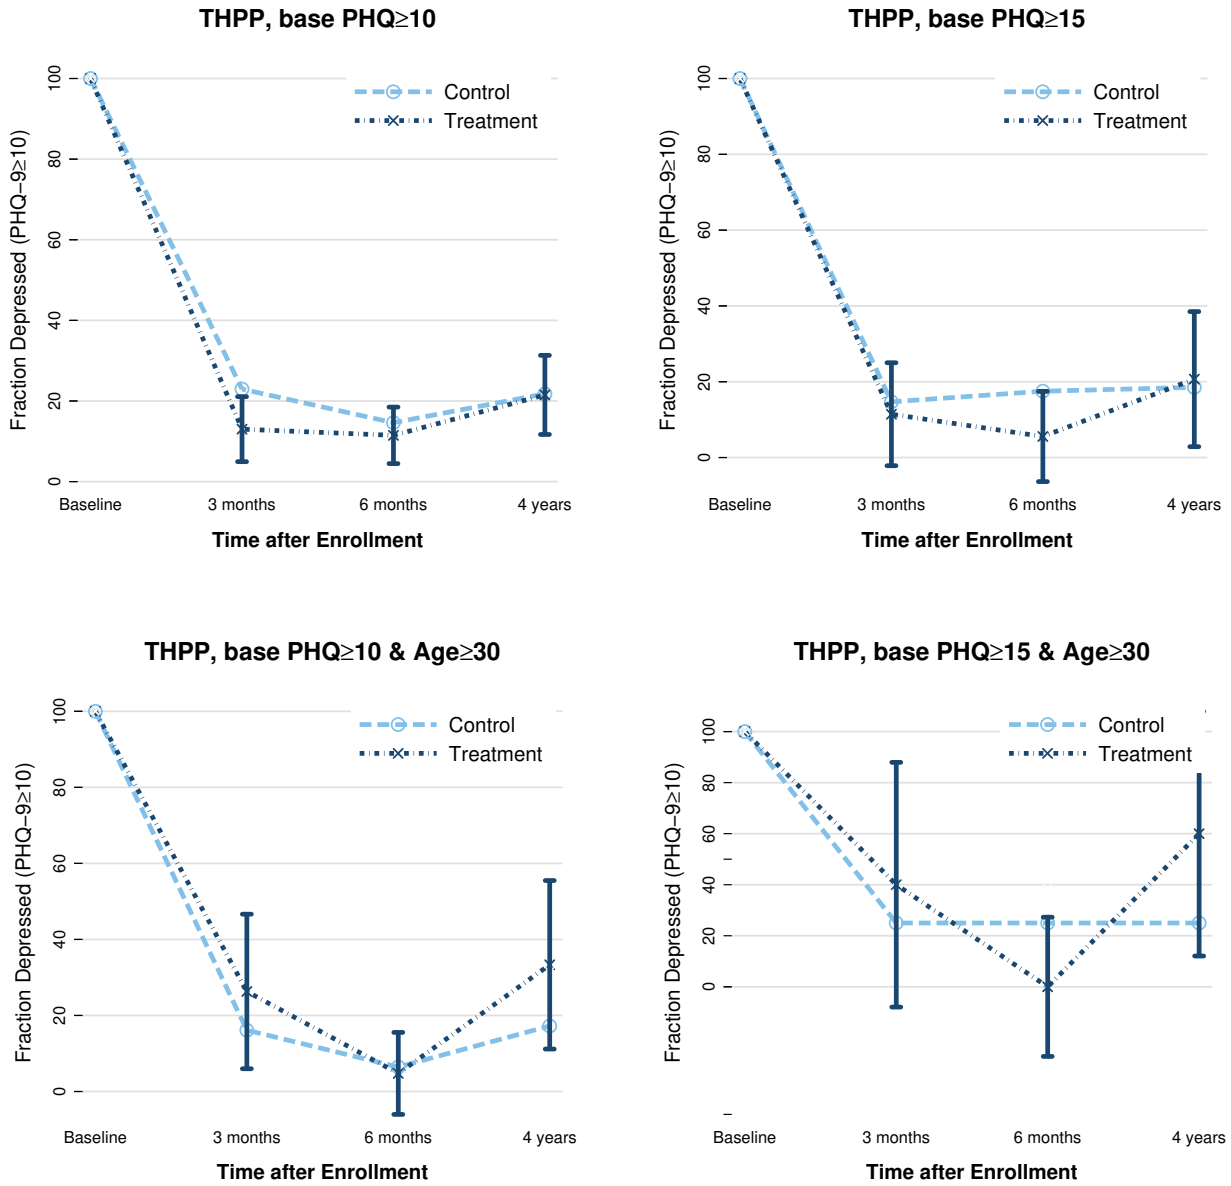 THPP, base PHQ≥10
Fraction Depressed (PHQ−9≥10)
100
80
60
40
20
0
Control
Treatment
Baseline 3 months 6 months 4 years
Time after Enrollment
THPP, base PHQ≥15
Fraction Depressed (PHQ−9≥10)
100
80
60
40
20
0
Control
Treatment
Baseline 3 months 6 months 4 years
Time after Enrollment
THPP, base PHQ≥10 & Age≥30
Fraction Depressed (PHQ−9≥10)
100
80
60
40
20
0
Control
Treatment
Baseline 3 months 6 months 4 years
Time after Enrollment
THPP, base PHQ≥15 & Age≥30
Fraction Depressed (PHQ−9≥10)
100
80
60
40
20
0
Control
Treatment
Baseline 3 months 6 months 4 years
Time after Enrollment